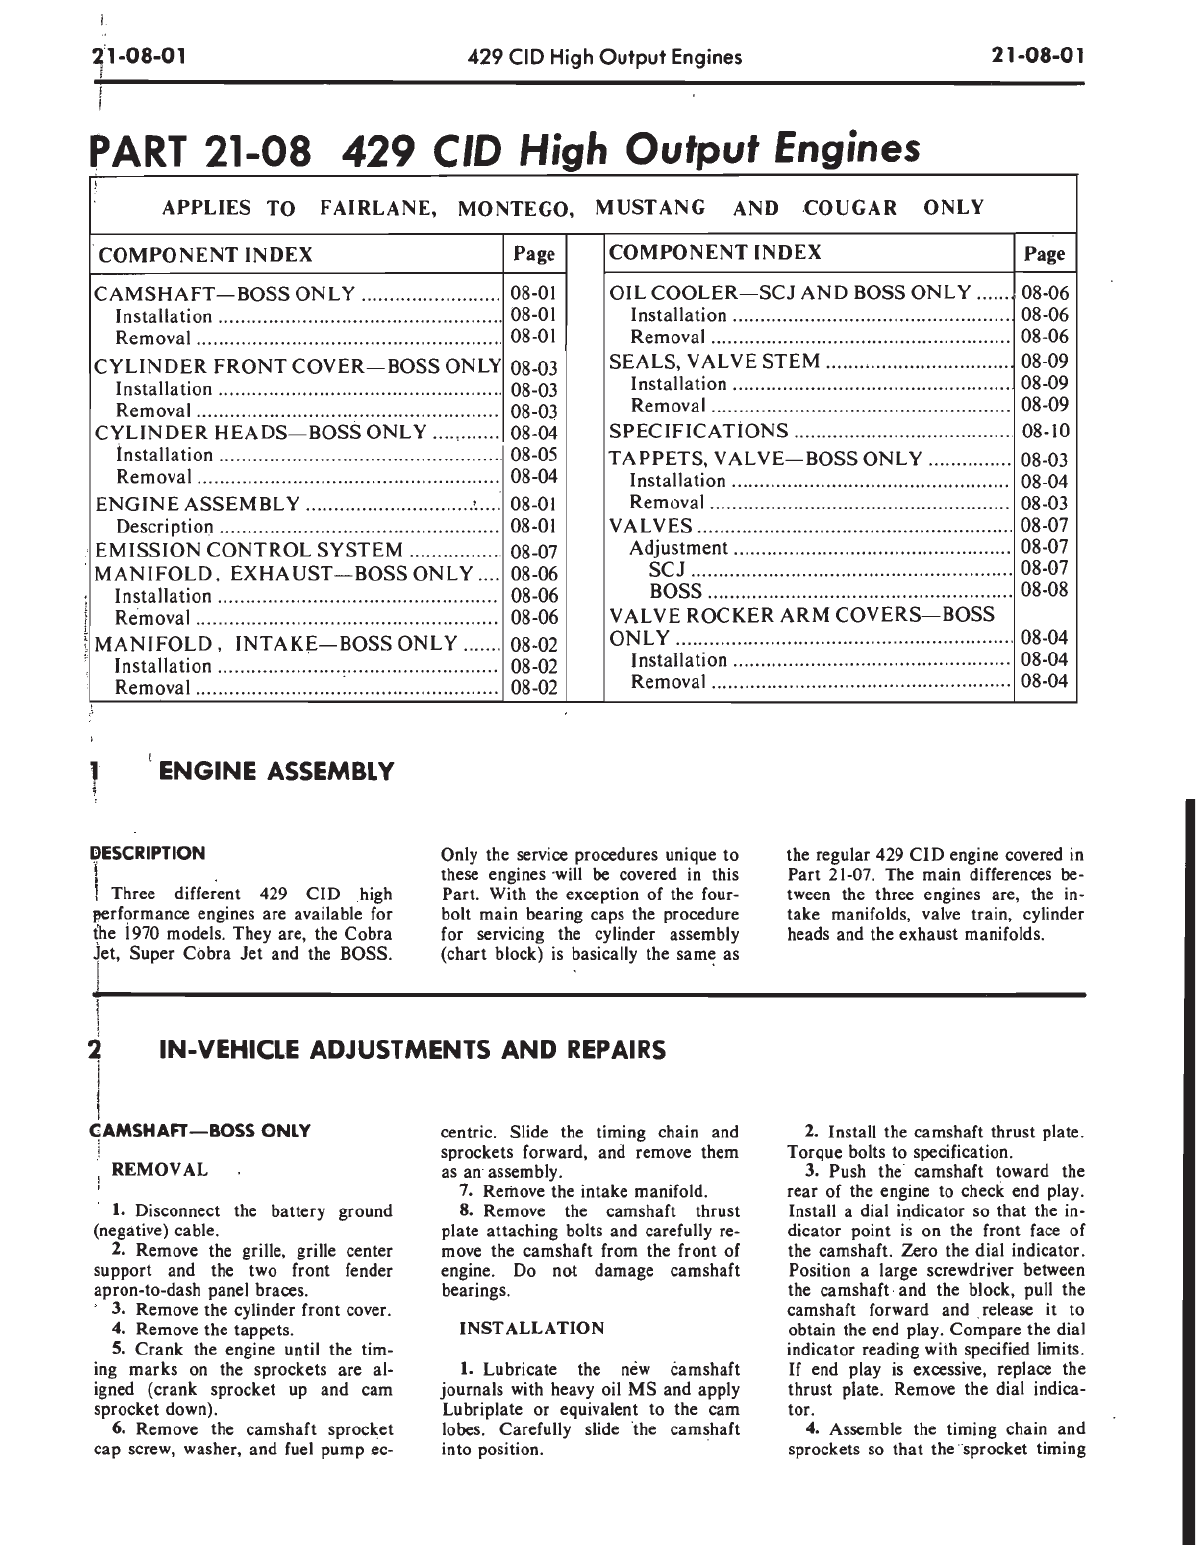 21-08-01 429 CID High Output Engines 21-08-01
PART 21-08 429 CID High Output Engines
APPLIES TO FAIRLANE, MONTEGO, MUSTANG AND COUGAR ONLY
COMPONENT INDEX Page
CAMSHAFT—BOSS ONLY ......................... 08-01
Installation ................................................... 08-01
Removal ....................................................... 08-01
CYLINDER FRONT COVER—BOSS ONLY 08-03
Installation ................................................... 08-03
Removal ....................................................... 08-03
CYLINDER HEADS—BOSS ONLY ............ 08-04
Installation ................................................... 08-05
Removal ....................................................... 08-04
ENGINE ASSEMBLY ................................... 08-01
Description ................................................... 08-01
EMISSION CONTROL SYSTEM ................ 08-07
MANIFOLD, EXHAUST—BOSS ONLY .... 08-06
Installation ................................................... 08-06
Removal ....................................................... 08-06
MANIFOLD, INTAKE—BOSS ONLY ....... 08-02
Installation ................................................... 08-02
Removal ....................................................... 08-02
COMPONENT INDEX Page
OIL COOLER—SCJ AND BOSS ONLY ...... 08-06
Installation .................................................. 08-06
Removal ...................................................... 08-06
SEALS, VALVE STEM .................................. 08-09
Installation .................................................. 08-09
Removal ...................................................... 08-09
SPECIFICATIONS ....................................... 08-10
TAPPETS, VALVE—BOSS ONLY ............... 08-03
Installation .................................................. 08-04
Removal ...................................................... 08-03
VALVES ......................................................... 08-07
Adjustment .................................................. 08-07
SCJ .......................................................... 08-07
BOSS ....................................................... 08-08
VALVE ROCKER ARM COVERS—BOSS
ONLY ............................................................. 08-04
Installation .................................................. 08-04
Removal ...................................................... 08-04
1 ENGINE ASSEMBLY
DESCRIPTION
Three different 429 CID high
performance engines are available for
the 1970 models. They are, the Cobra
Jet, Super Cobra Jet and the BOSS.
Only the service procedures unique to
these engines will be covered in this
Part. With the exception of the four-
bolt main bearing caps the procedure
for servicing the cylinder assembly
(chart block) is basically the same as
the regular 429 CID engine covered in
Part 21-07. The main differences be-
tween the three engines are, the in-
take manifolds, valve train, cylinder
heads and the exhaust manifolds.
2 IN-VEHICLE ADJUSTMENTS AND REPAIRS
CAMSHAFT—BOSS ONLY
REMOVAL
1. Disconnect the battery ground
(negative) cable.
2. Remove the grille, grille center
support and the two front fender
apron-to-dash panel braces.
3. Remove the cylinder front cover.
4. Remove the tappets.
5. Crank the engine until the tim-
ing marks on the sprockets are al-
igned (crank sprocket up and cam
sprocket down).
6. Remove the camshaft sprocket
cap screw, washer, and fuel pump ec-
centric. Slide the timing chain and
sprockets forward, and remove them
as an assembly.
7. Remove the intake manifold.
8. Remove the camshaft thrust
plate attaching bolts and carefully re-
move the camshaft from the front of
engine. Do not damage camshaft
bearings.
INSTALLATION
1. Lubricate the new camshaft
journals with heavy oil MS and apply
Lubriplate or equivalent to the cam
lobes. Carefully slide the camshaft
into position.
2. Install the camshaft thrust plate.
Torque bolts to specification.
3. Push the camshaft toward the
rear of the engine to check end play.
Install a dial indicator so that the in-
dicator point is on the front face of
the camshaft. Zero the dial indicator.
Position a large screwdriver between
the camshaft and the block, pull the
camshaft forward and release it to
obtain the end play. Compare the dial
indicator reading with specified limits.
If end play is excessive, replace the
thrust plate. Remove the dial indica-
tor.
4. Assemble the timing chain and
sprockets so that the sprocket timing